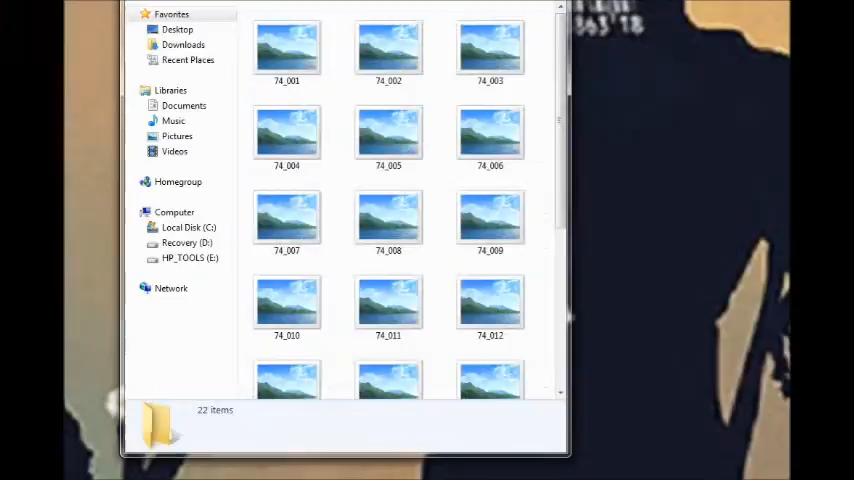 Favorites
Desktop
Downloads
Recent Places
Libraries
Documents
Music
Pictures
Videos
Homegroup
Computer
Local Disk (C:)
Recovery (D:)
HP_TOOLS (E:)
Network
74_001 74_002 74_003
74_004 74_005 74_006
74_007 74_008 74_009
74_010 74_011 74_012
22 items